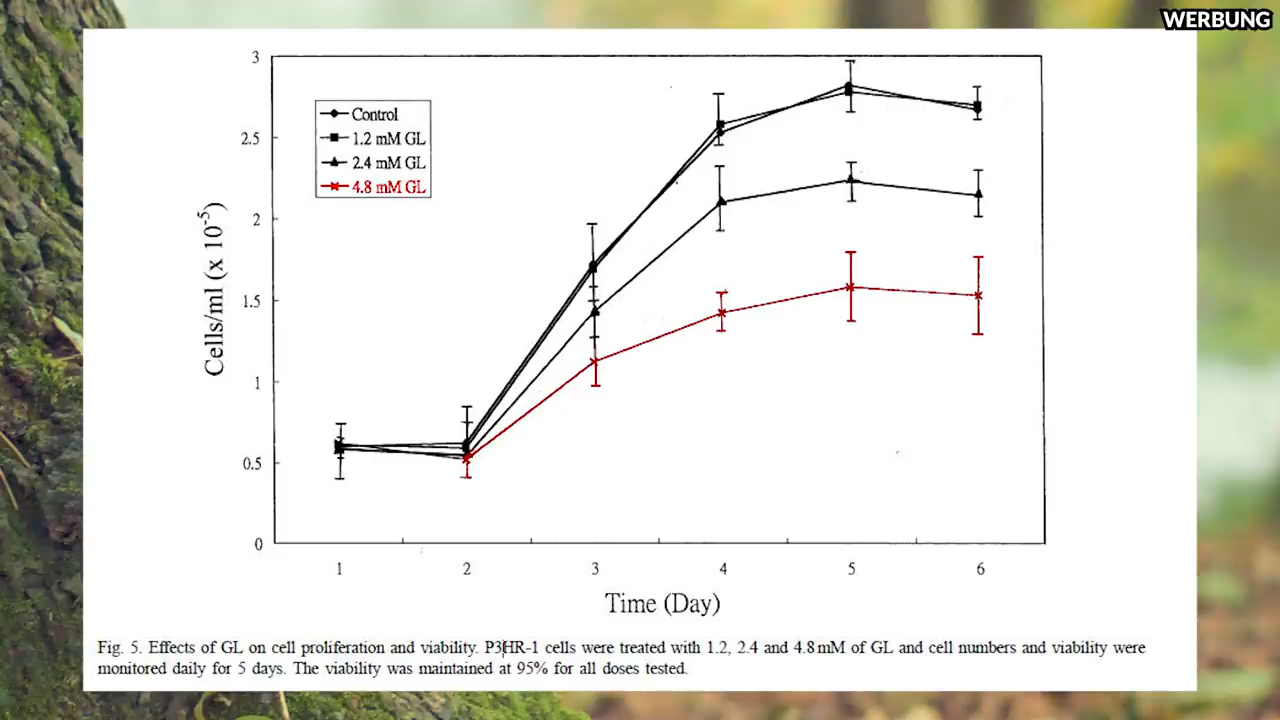 WERBUNG
3
2.5
2
1.5
1
0.5
0
Cells/ml (x 10-5)
Control
1.2 mM GL
2.4 mM GL
4.8 mM GL
1 2 3 4 5 6
Time (Day)
Fig. 5. Effects of GL on cell proliferation and viability. P3HR-1 cells were treated with 1.2, 2.4 and 4.8 mM of GL and cell numbers and viability were
monitored daily for 5 days. The viability was maintained at 95% for all doses tested.